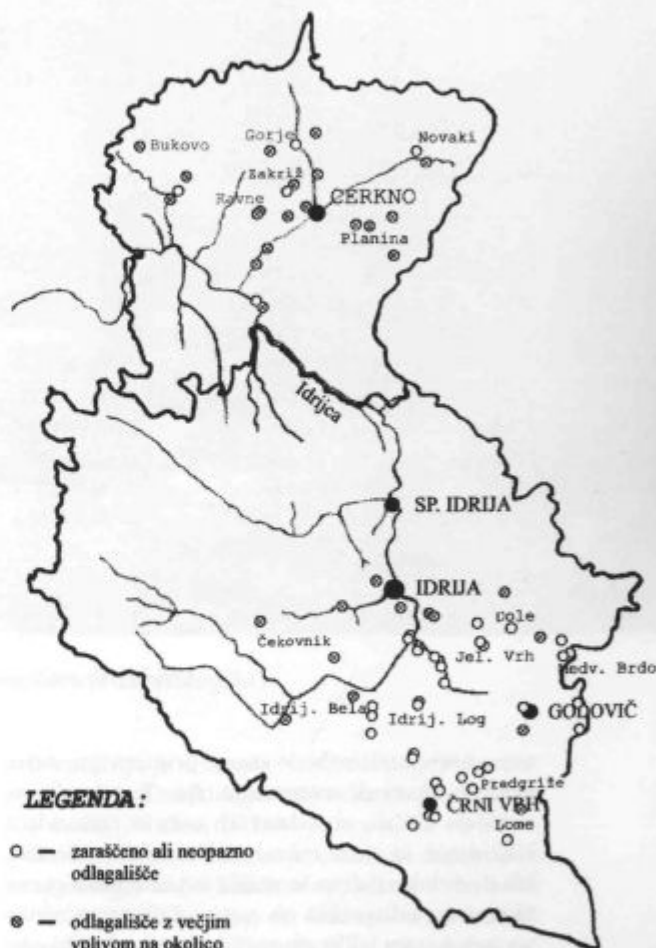 Bukovo
Gorje
Novaki
Zakriž
CERKNO
Ravne
Planina
Idrijca
SP. IDRIJA
IDRIJA
Dole
Čekovnik
Jel. Vrh
Medv. Brdo
Idrij. Bela
Idrij. Log
GODOVIČ
Predgriže
ČRNI VRH
Lome
LEGENDA:
— zaraščeno ali neopazno
odlagališče
— odlagališče z večjim
vplivom na okolico